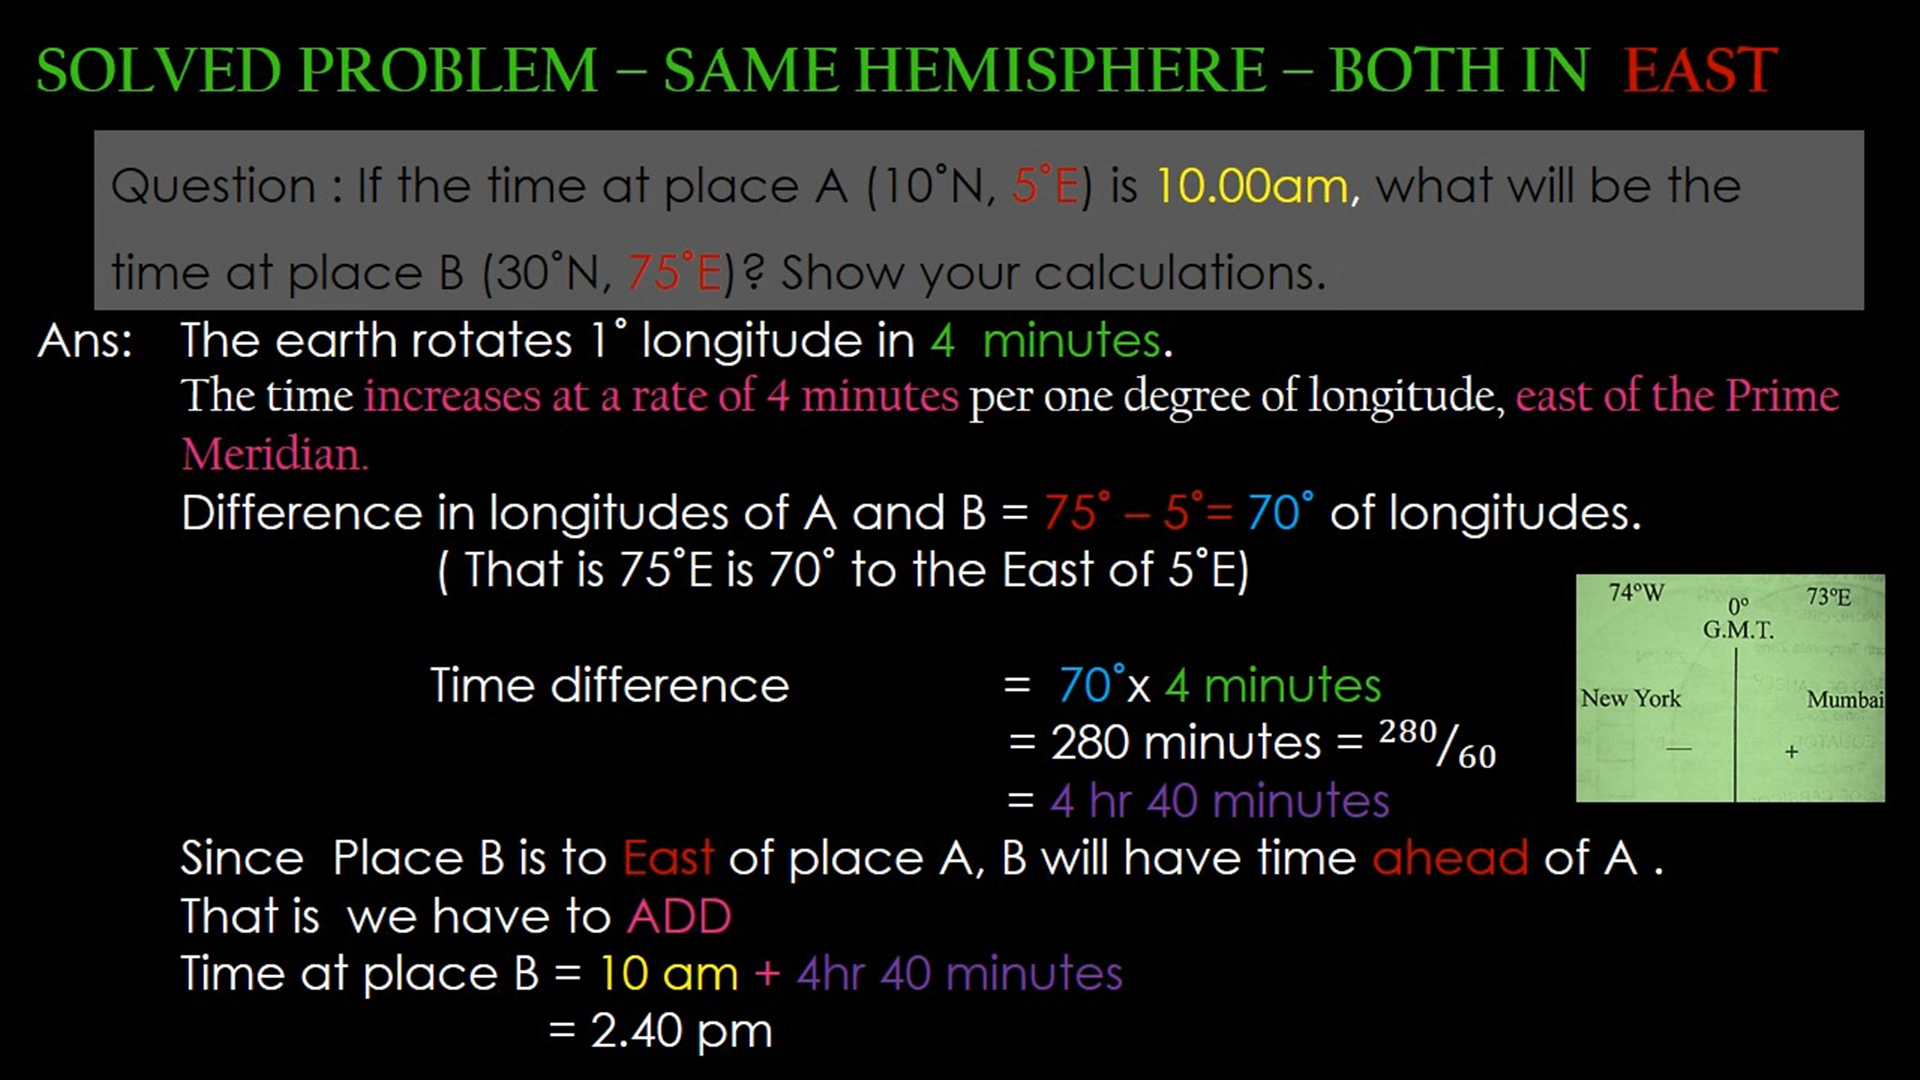 SOLVED PROBLEM – SAME HEMISPHERE – BOTH IN EAST
Question : If the time at place A (10˚N, 5˚E) is 10.00am, what will be the
time at place B (30˚N, 75˚E)? Show your calculations.
Ans: The earth rotates 1˚ longitude in 4 minutes.
The time increases at a rate of 4 minutes per one degree of longitude, east of the Prime
Meridian.
Difference in longitudes of A and B = 75˚ – 5˚= 70˚ of longitudes.
( That is 75˚E is 70˚ to the East of 5˚E)
Time difference = 70˚x 4 minutes
= 280 minutes = 280/60
= 4 hr 40 minutes
74ºW 0º 73ºE
G.M.T.
New York Mumbai
— +
Since Place B is to East of place A, B will have time ahead of A .
That is we have to ADD
Time at place B = 10 am + 4hr 40 minutes
= 2.40 pm